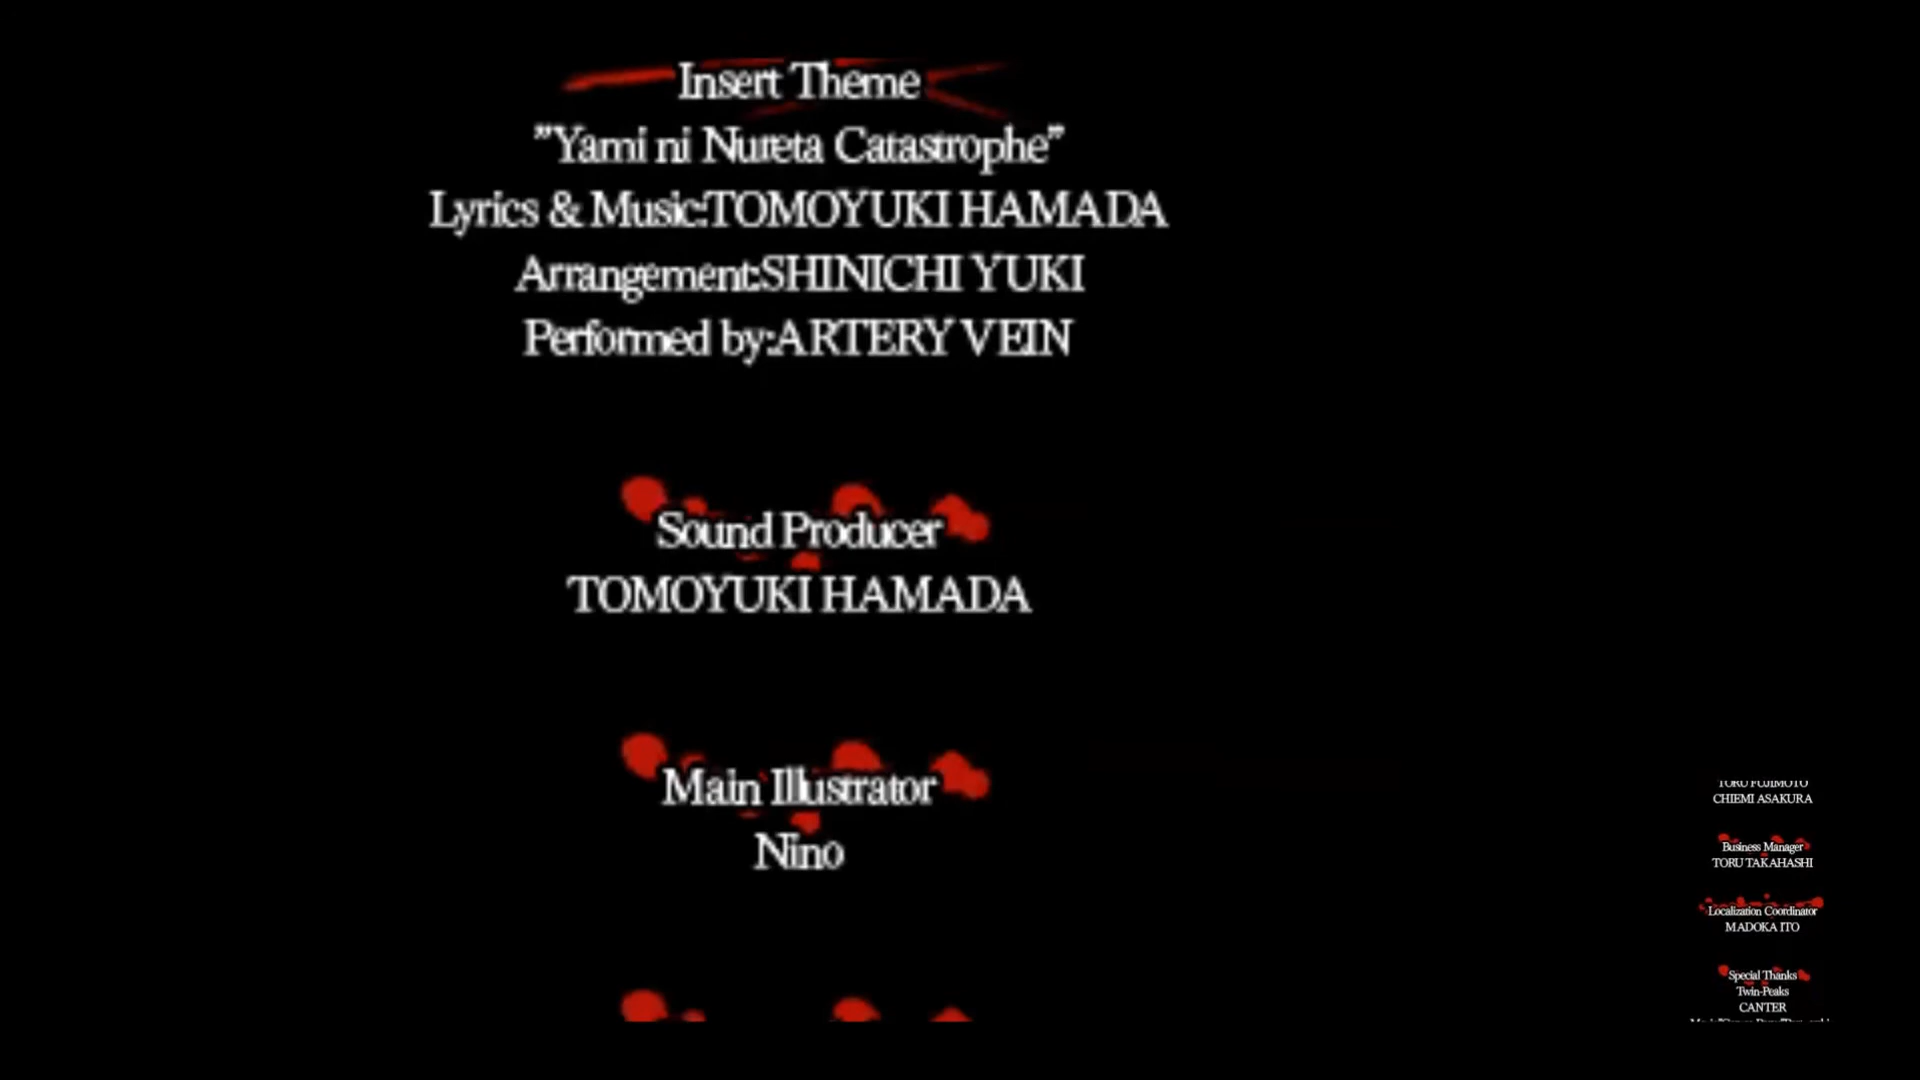 Insert Theme
”Yami ni Nureta Catastrophe”
Lyrics & Music:TOMOYUKI HAMADA
Arrangement:SHINICHI YUKI
Performed by:ARTERY VEIN
Sound Producer
TOMOYUKI HAMADA
Main Illustrator
Nino
TORU FUJIMOTO
CHIEMI ASAKURA
Business Manager
TORU TAKAHASHI
Localization Coordinator
MADOKA ITO
Special Thanks
Twin-Peaks
CANTER